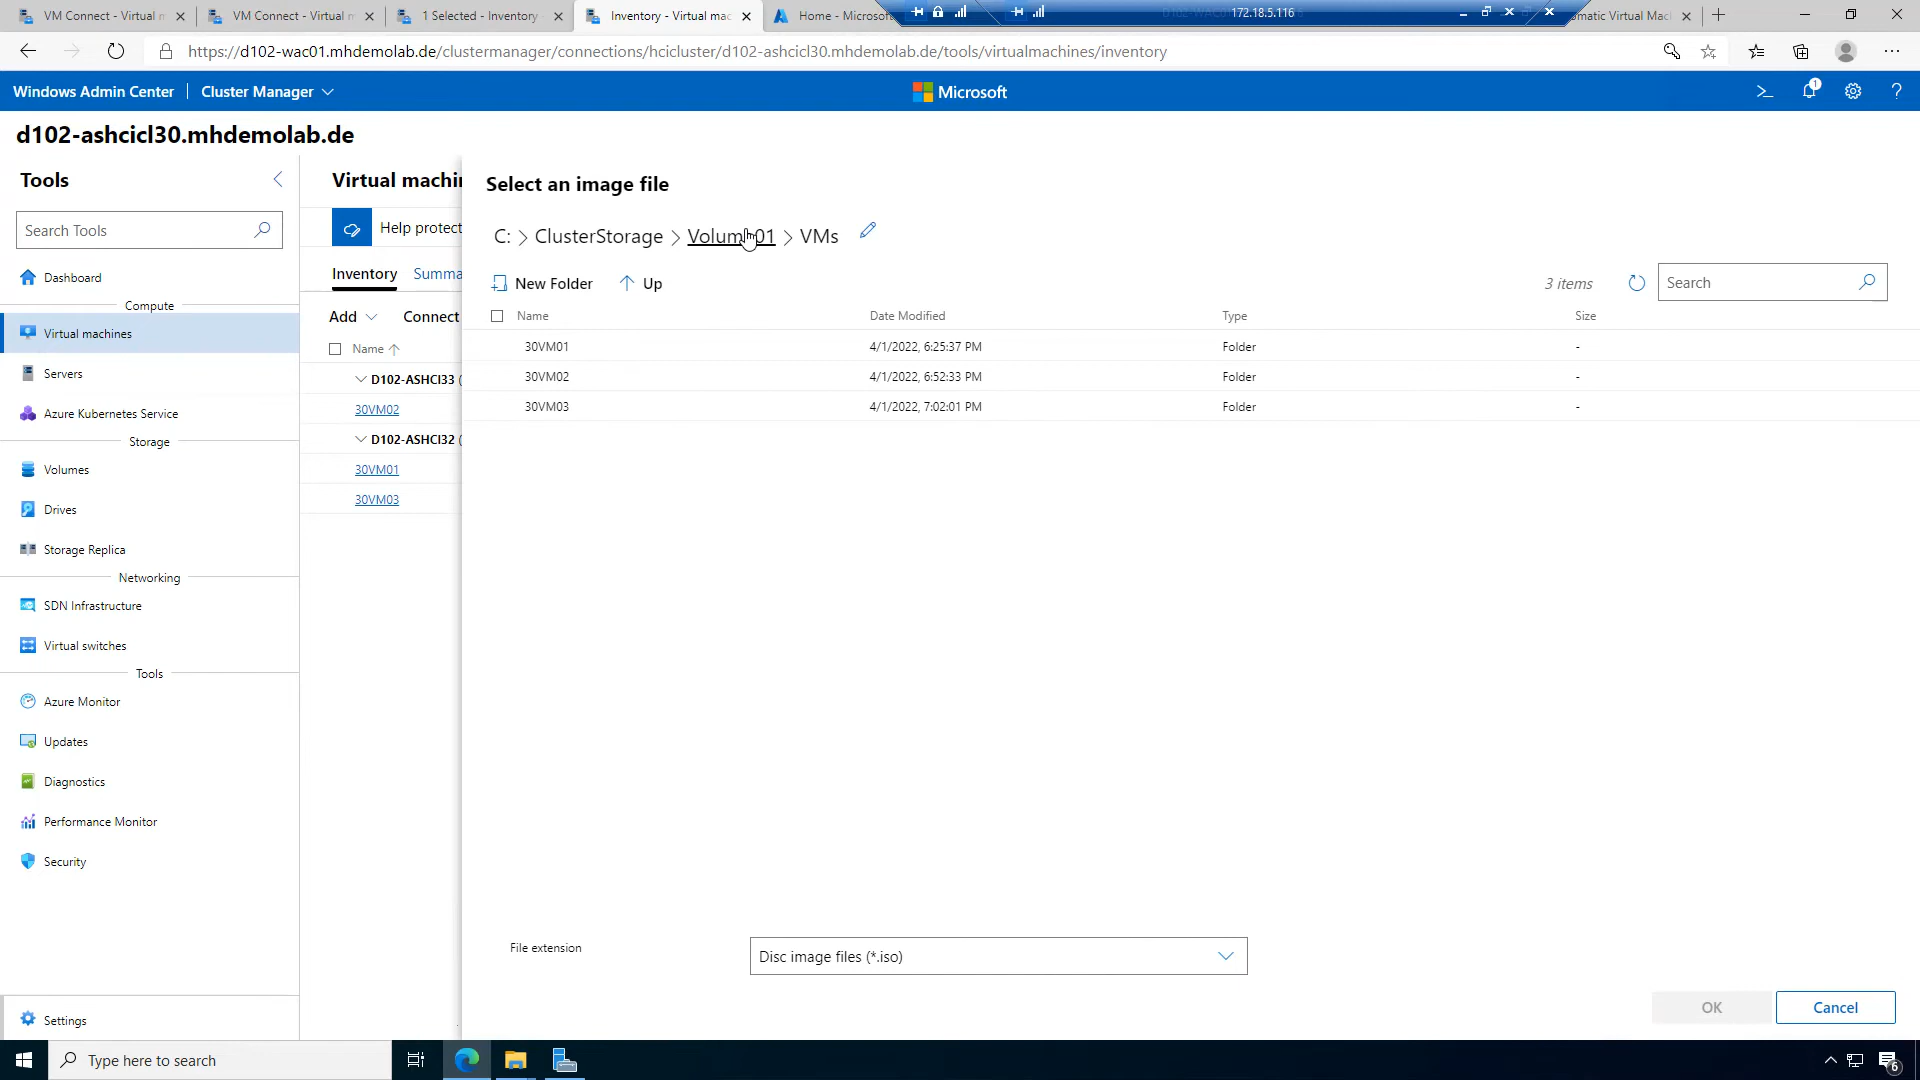 VM Connect - Virtual m
VM Connect - Virtual m
1 Selected - Inventory
Inventory - Virtual mac
Home - Microsof
172.18.5.116
omatic Virtual Mac
https://d102-wac01.mhdemolab.de/clustermanager/connections/hcicluster/d102-ashcicl30.mhdemolab.de/tools/virtualmachines/inventory
Windows Admin Center
Cluster Manager
Microsoft
1
d102-ashcicl30.mhdemolab.de
Tools
Search Tools
Dashboard
Compute
Virtual machines
Servers
Azure Kubernetes Service
Storage
Volumes
Drives
Storage Replica
Networking
SDN Infrastructure
Virtual switches
Tools
Azure Monitor
Updates
Diagnostics
Performance Monitor
Security
Settings
Virtual machin
Help protect
Inventory Summa
Add Connect
Name
D102-ASHCI33 (
30VM02
D102-ASHCI32 (
30VM01
30VM03
Select an image file
C: > ClusterStorage > Volume01 > VMs
New Folder Up
3 items
Search
Name Date Modified Type Size
30VM01 4/1/2022, 6:25:37 PM Folder -
30VM02 4/1/2022, 6:52:33 PM Folder -
30VM03 4/1/2022, 7:02:01 PM Folder -
File extension
Disc image files (*.iso)
OK
Cancel
Type here to search
6